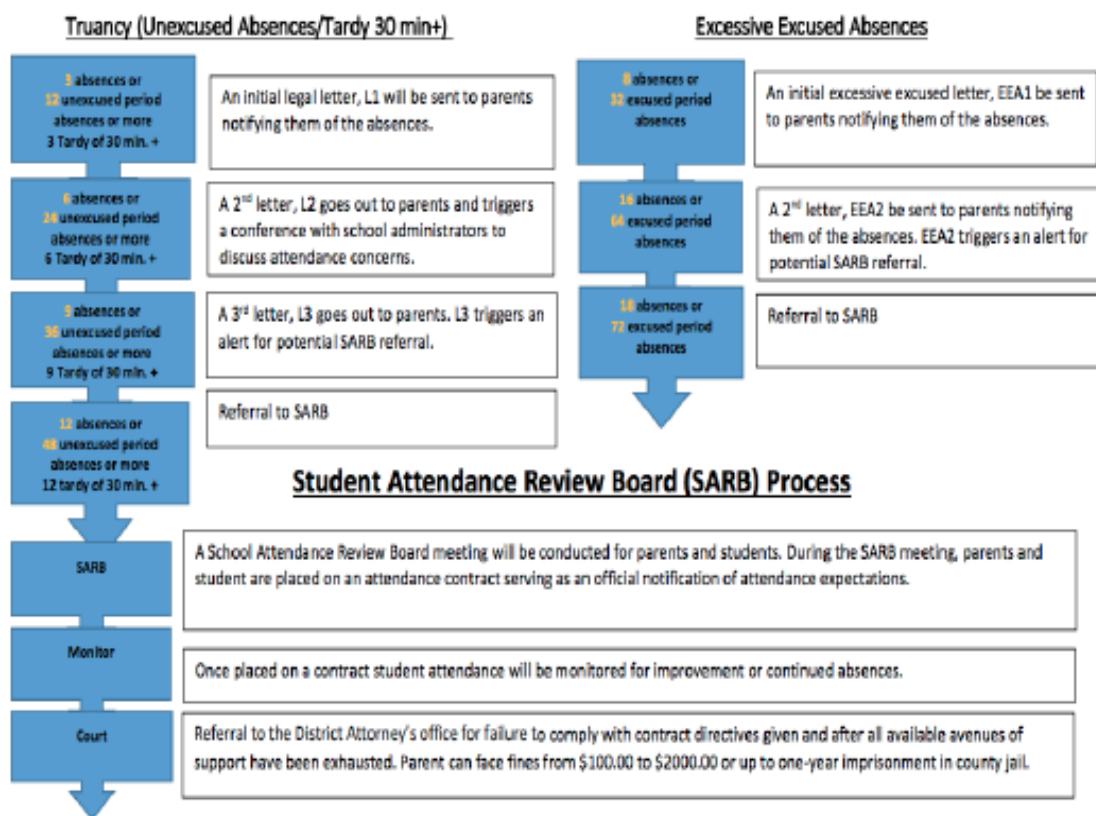 Truancy (Unexcused Absences/Tardy 30 min+)
3 absences or
12 unexcused period
absences or more
3 Tardy of 30 min. +
An initial legal letter, L1 will be sent to parents
notifying them of the absences.
6 absences or
24 unexcused period
absences or more
6 Tardy of 30 min. +
A 2nd letter, L2 goes out to parents and triggers
a conference with school administrators to
discuss attendance concerns.
9 absences or
36 unexcused period
absences or more
9 Tardy of 30 min. +
A 3rd letter, L3 goes out to parents. L3 triggers an
alert for potential SARB referral.
12 absences or
48 unexcused period
absences or more
12 tardy of 30 min. +
Referral to SARB
Excessive Excused Absences
8 absences or
32 excused period
absences
An initial excessive excused letter, EEA1 be sent
to parents notifying them of the absences.
16 absences or
64 excused period
absences
A 2nd letter, EEA2 be sent to parents notifying
them of the absences. EEA2 triggers an alert for
potential SARB referral.
18 absences or
72 excused period
absences
Referral to SARB
Student Attendance Review Board (SARB) Process
SARB
A School Attendance Review Board meeting will be conducted for parents and students. During the SARB meeting, parents and
student are placed on an attendance contract serving as an official notification of attendance expectations.
Monitor
Once placed on a contract student attendance will be monitored for improvement or continued absences.
Court
Referral to the District Attorney's office for failure to comply with contract directives given and after all available avenues of
support have been exhausted. Parent can face fines from $100.00 to $2000.00 or up to one-year imprisonment in county jail.